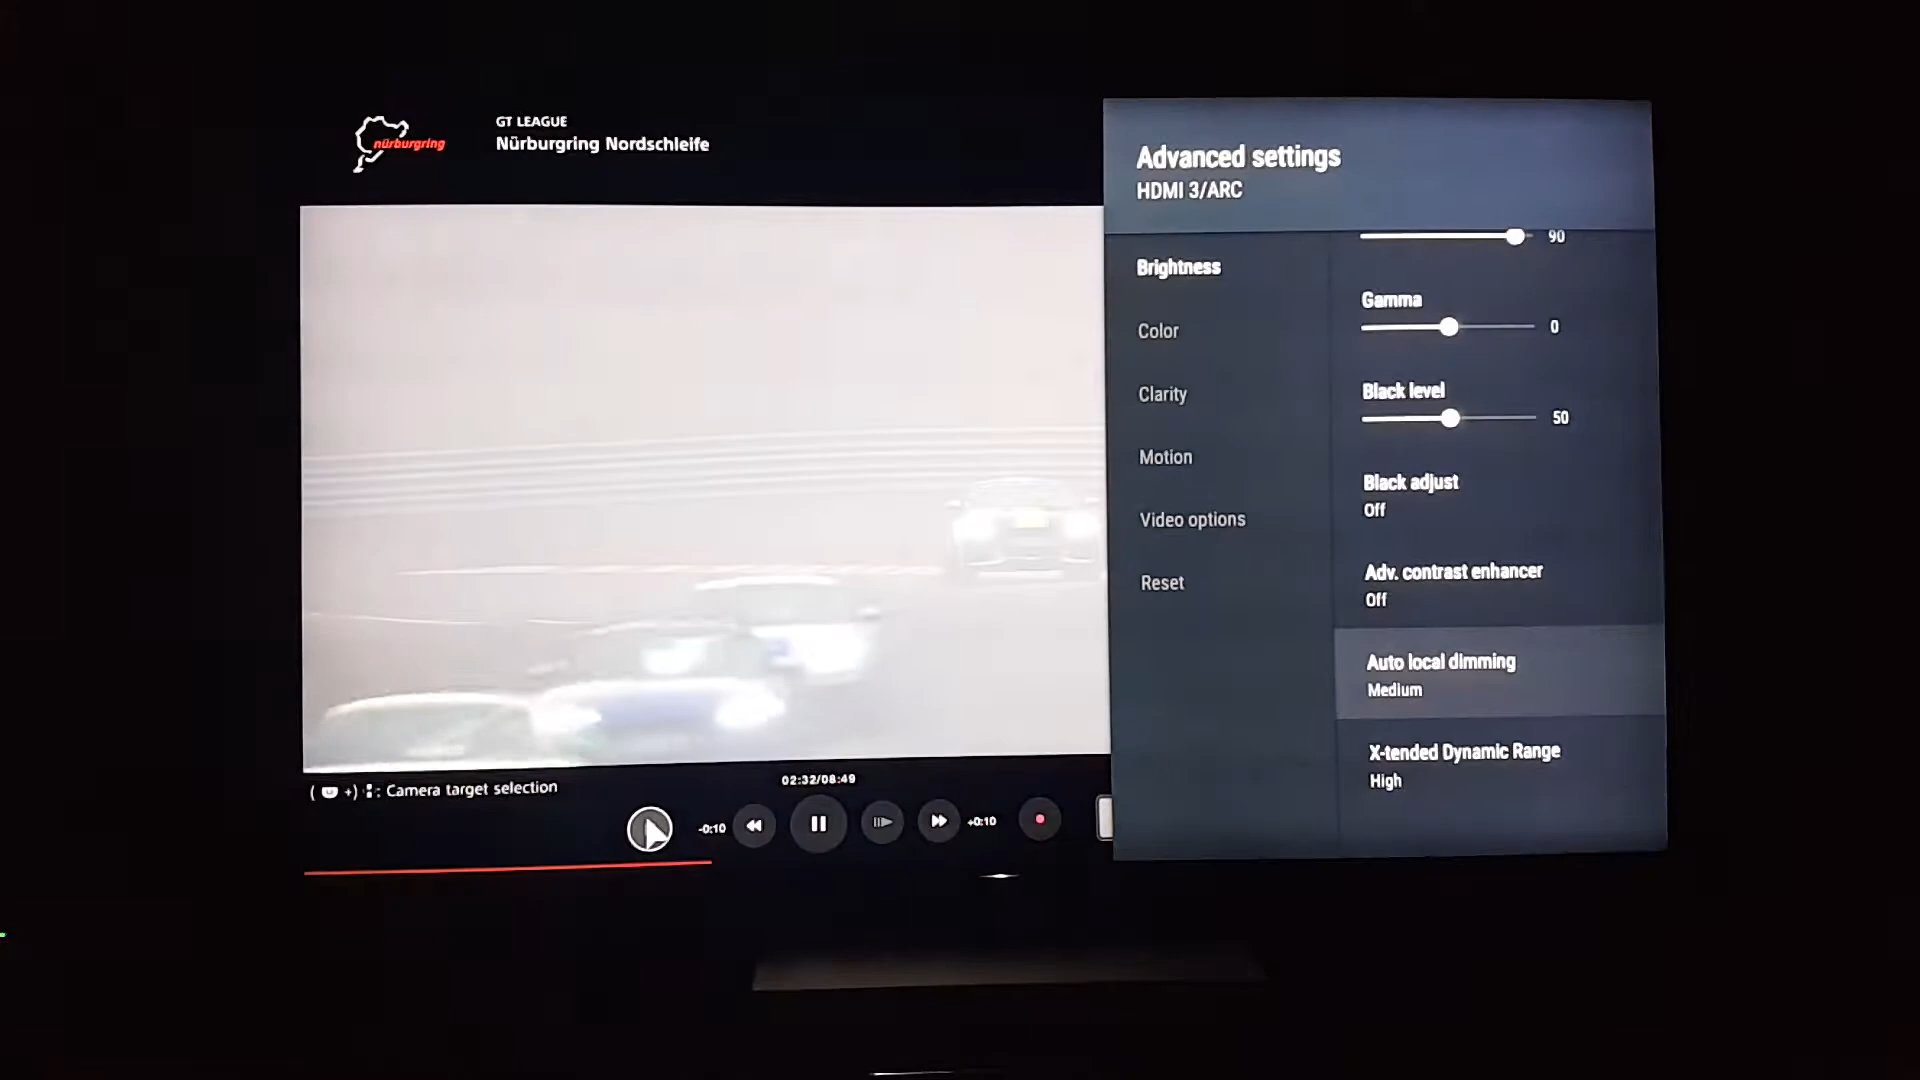 nürburgring
GT LEAGUE
Nürburgring Nordschleife
( +) : Camera target selection
02:32/08:49
-0:10
+0:10
Advanced settings
HDMI 3/ARC
Brightness
Color
Clarity
Motion
Video options
Reset
90
Gamma
0
Black level
50
Black adjust
Off
Adv. contrast enhancer
Off
Auto local dimming
Medium
X-tended Dynamic Range
High